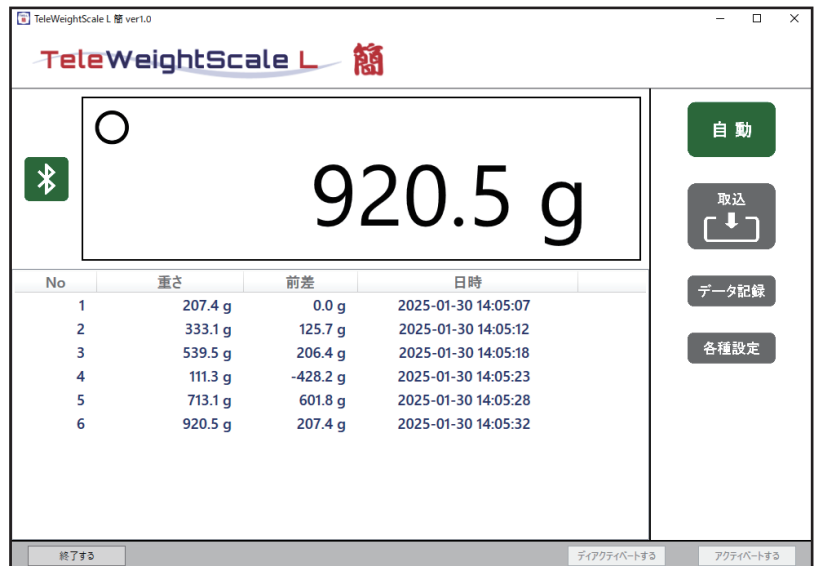 TeleWeightScale L 簡 ver1.0
TeleWeightScale L 簡
920.5 g
自動
取込
データ記録
各種設定
No 重さ 前差 日時
1 207.4 g 0.0 g 2025-01-30 14:05:07
2 333.1 g 125.7 g 2025-01-30 14:05:12
3 539.5 g 206.4 g 2025-01-30 14:05:18
4 111.3 g -428.2 g 2025-01-30 14:05:23
5 713.1 g 601.8 g 2025-01-30 14:05:28
6 920.5 g 207.4 g 2025-01-30 14:05:32
終了する ディアクティベートする アクティベートする